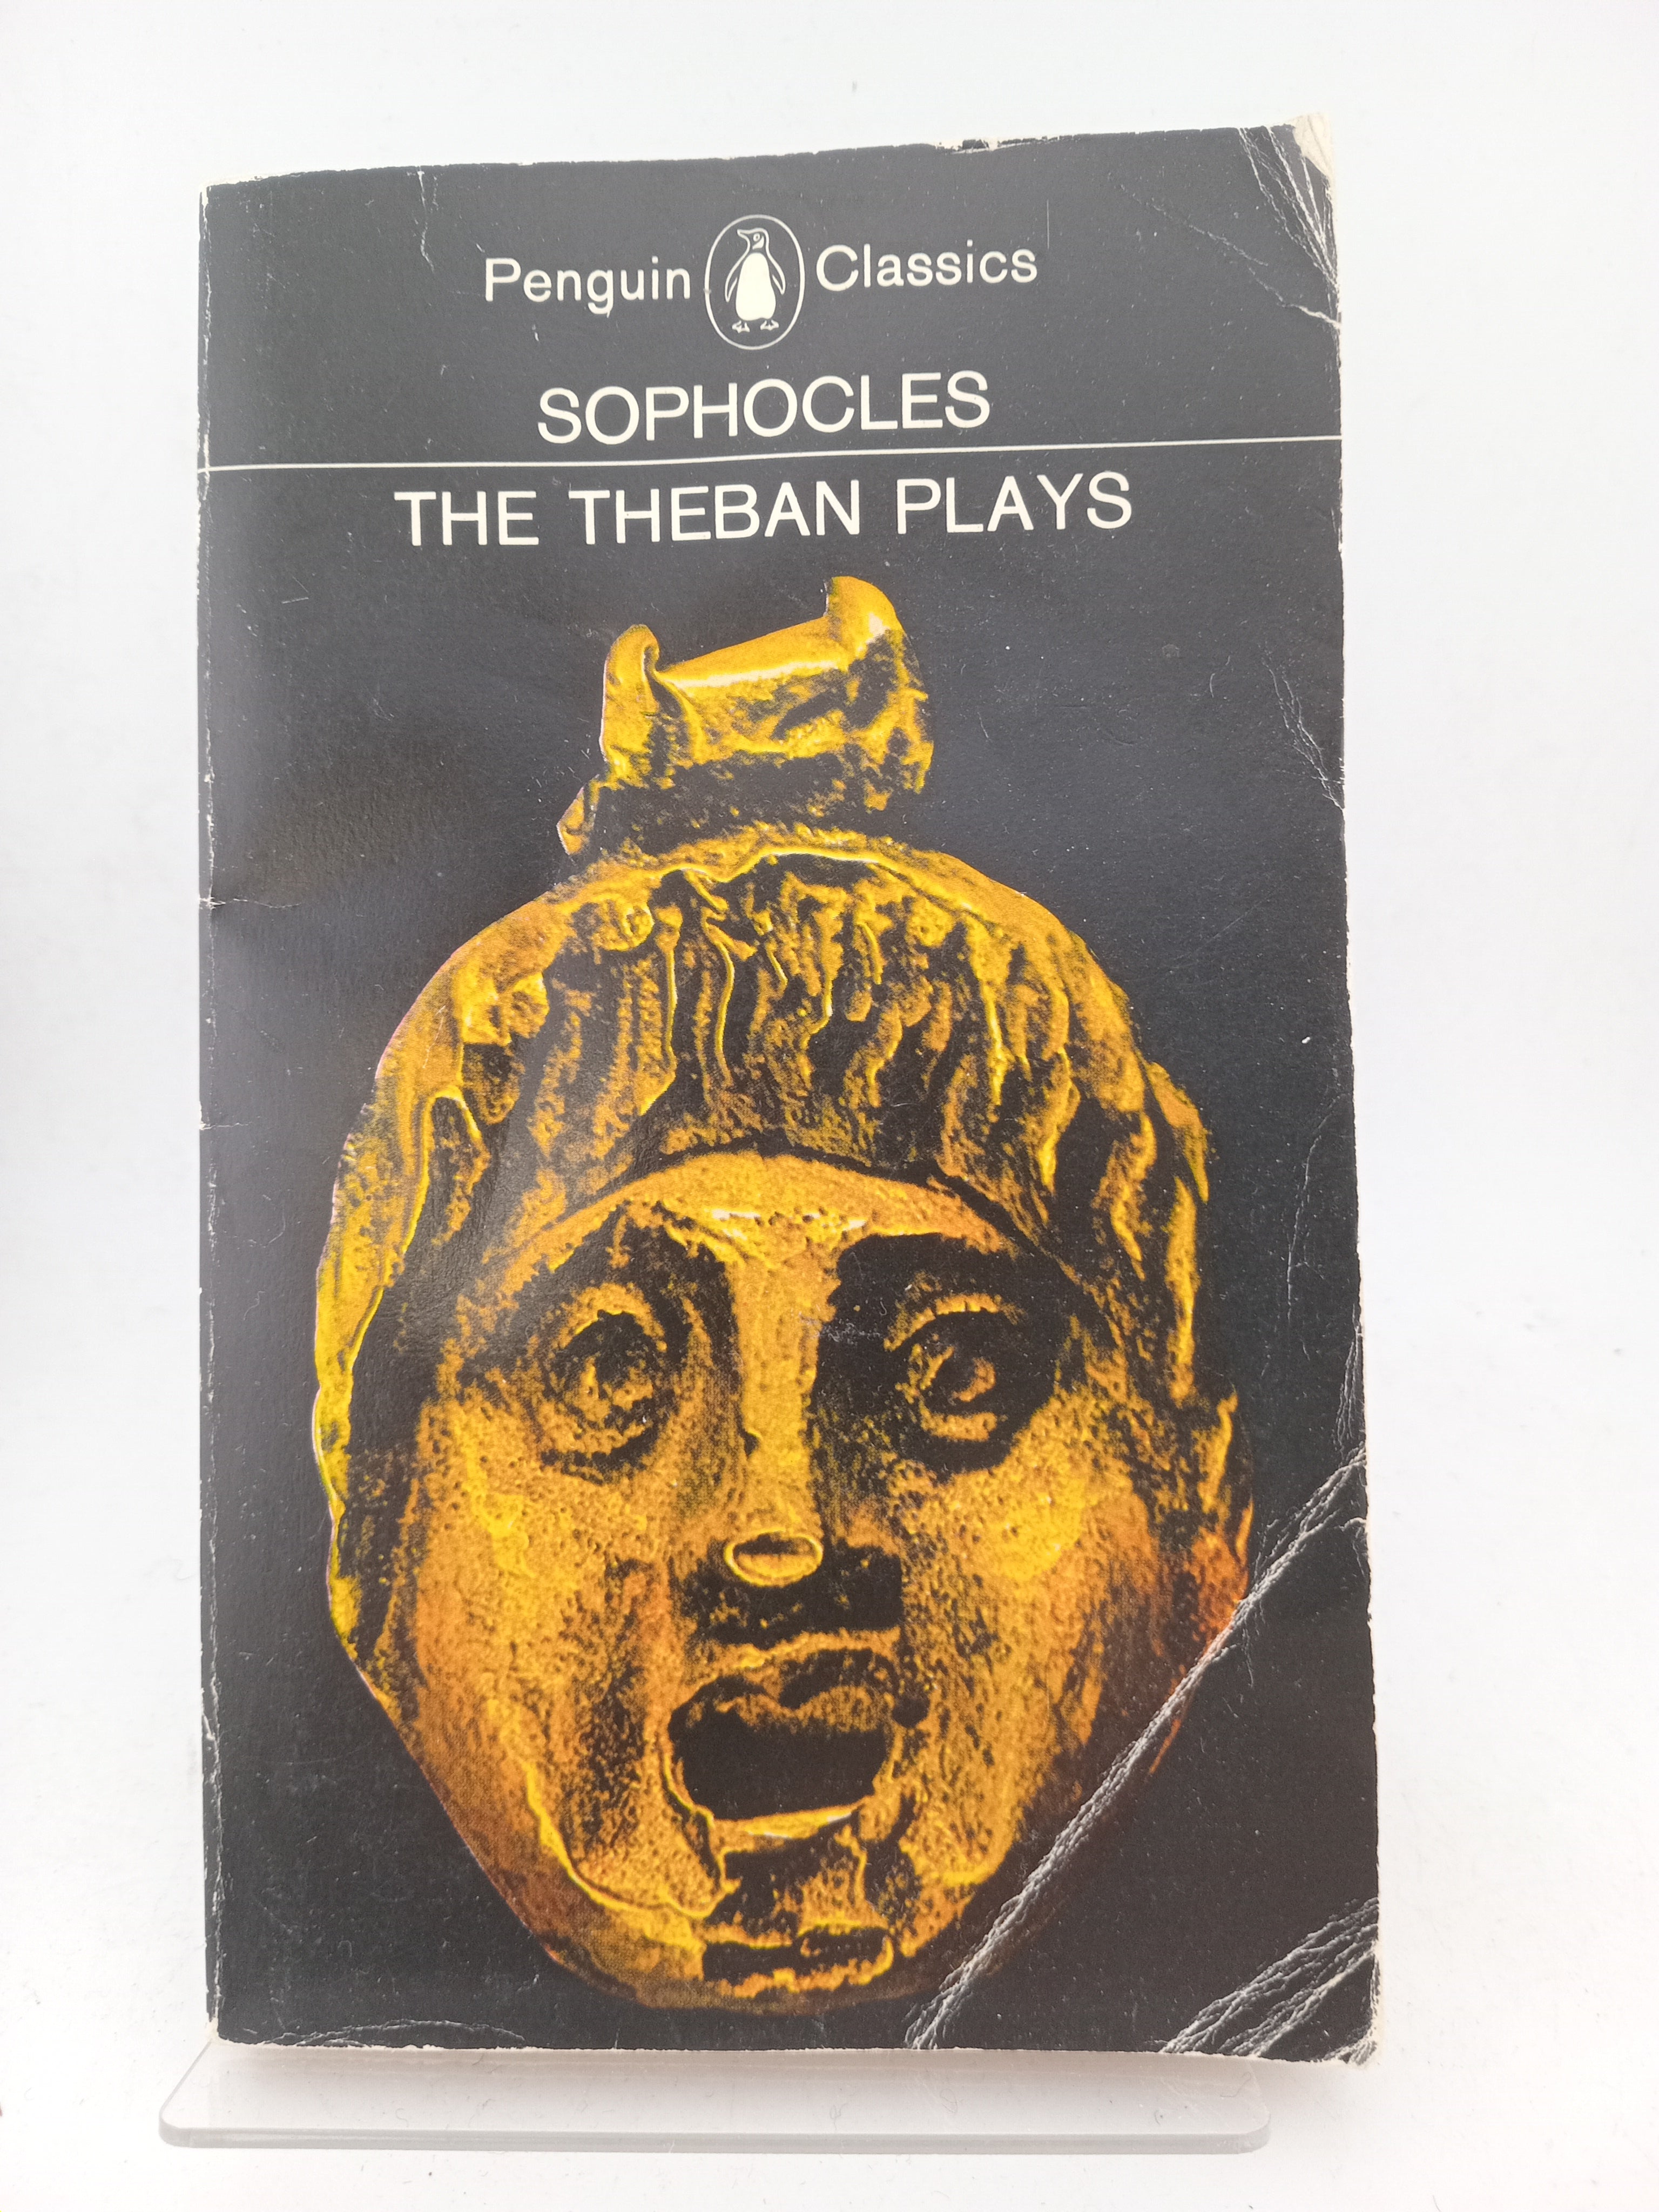 Penguin Classics
SOPHOCLES
THE THEBAN PLAYS